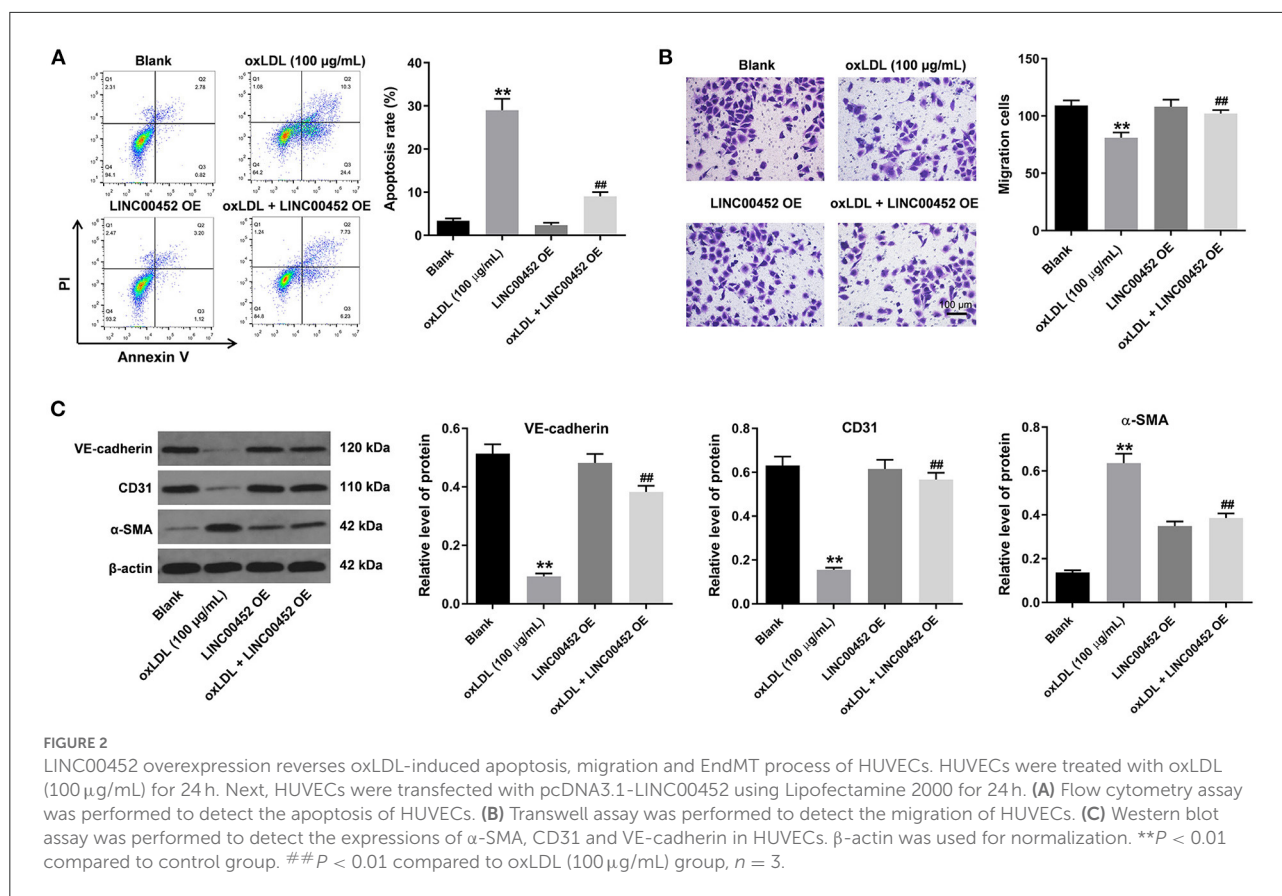 A
Blank
oxLDL (100 µg/mL)
Q1
2.31
Q2
2.78
Q4
94.1
Q3
0.82
Q1
1.08
Q2
10.3
Q4
64.2
Q3
24.4
LINC00452 OE
oxLDL + LINC00452 OE
Q1
2.47
Q2
3.20
Q4
93.2
Q3
1.12
Q1
1.24
Q2
7.73
Q4
84.8
Q3
6.23
PI
Annexin V
Apoptosis rate (%)
40
30
20
10
0
**
##
Blank
oxLDL (100 µg/mL)
LINC00452 OE
oxLDL + LINC00452 OE
B
Blank
oxLDL (100 µg/mL)
LINC00452 OE
oxLDL + LINC00452 OE
100 µm
Migration cells
150
100
50
0
**
##
Blank
oxLDL (100 µg/mL)
LINC00452 OE
oxLDL + LINC00452 OE
C
VE-cadherin
120 kDa
CD31
110 kDa
α-SMA
42 kDa
β-actin
42 kDa
Blank
oxLDL (100 µg/mL)
LINC00452 OE
oxLDL + LINC00452 OE
VE-cadherin
Relative level of protein
0.6
0.4
0.2
0.0
**
##
Blank
oxLDL (100 µg/mL)
LINC00452 OE
oxLDL + LINC00452 OE
CD31
Relative level of protein
0.8
0.6
0.4
0.2
0.0
**
##
Blank
oxLDL (100 µg/mL)
LINC00452 OE
oxLDL + LINC00452 OE
α-SMA
Relative level of protein
0.8
0.6
0.4
0.2
0.0
**
##
Blank
oxLDL (100 µg/mL)
LINC00452 OE
oxLDL + LINC00452 OE
FIGURE 2
LINC00452 overexpression reverses oxLDL-induced apoptosis, migration and EndMT process of HUVECs. HUVECs were treated with oxLDL
(100 µg/mL) for 24 h. Next, HUVECs were transfected with pcDNA3.1-LINC00452 using Lipofectamine 2000 for 24 h. (A) Flow cytometry assay
was performed to detect the apoptosis of HUVECs. (B) Transwell assay was performed to detect the migration of HUVECs. (C) Western blot
assay was performed to detect the expressions of α-SMA, CD31 and VE-cadherin in HUVECs. β-actin was used for normalization. **P < 0.01
compared to control group. ##P < 0.01 compared to oxLDL (100 µg/mL) group, n = 3.